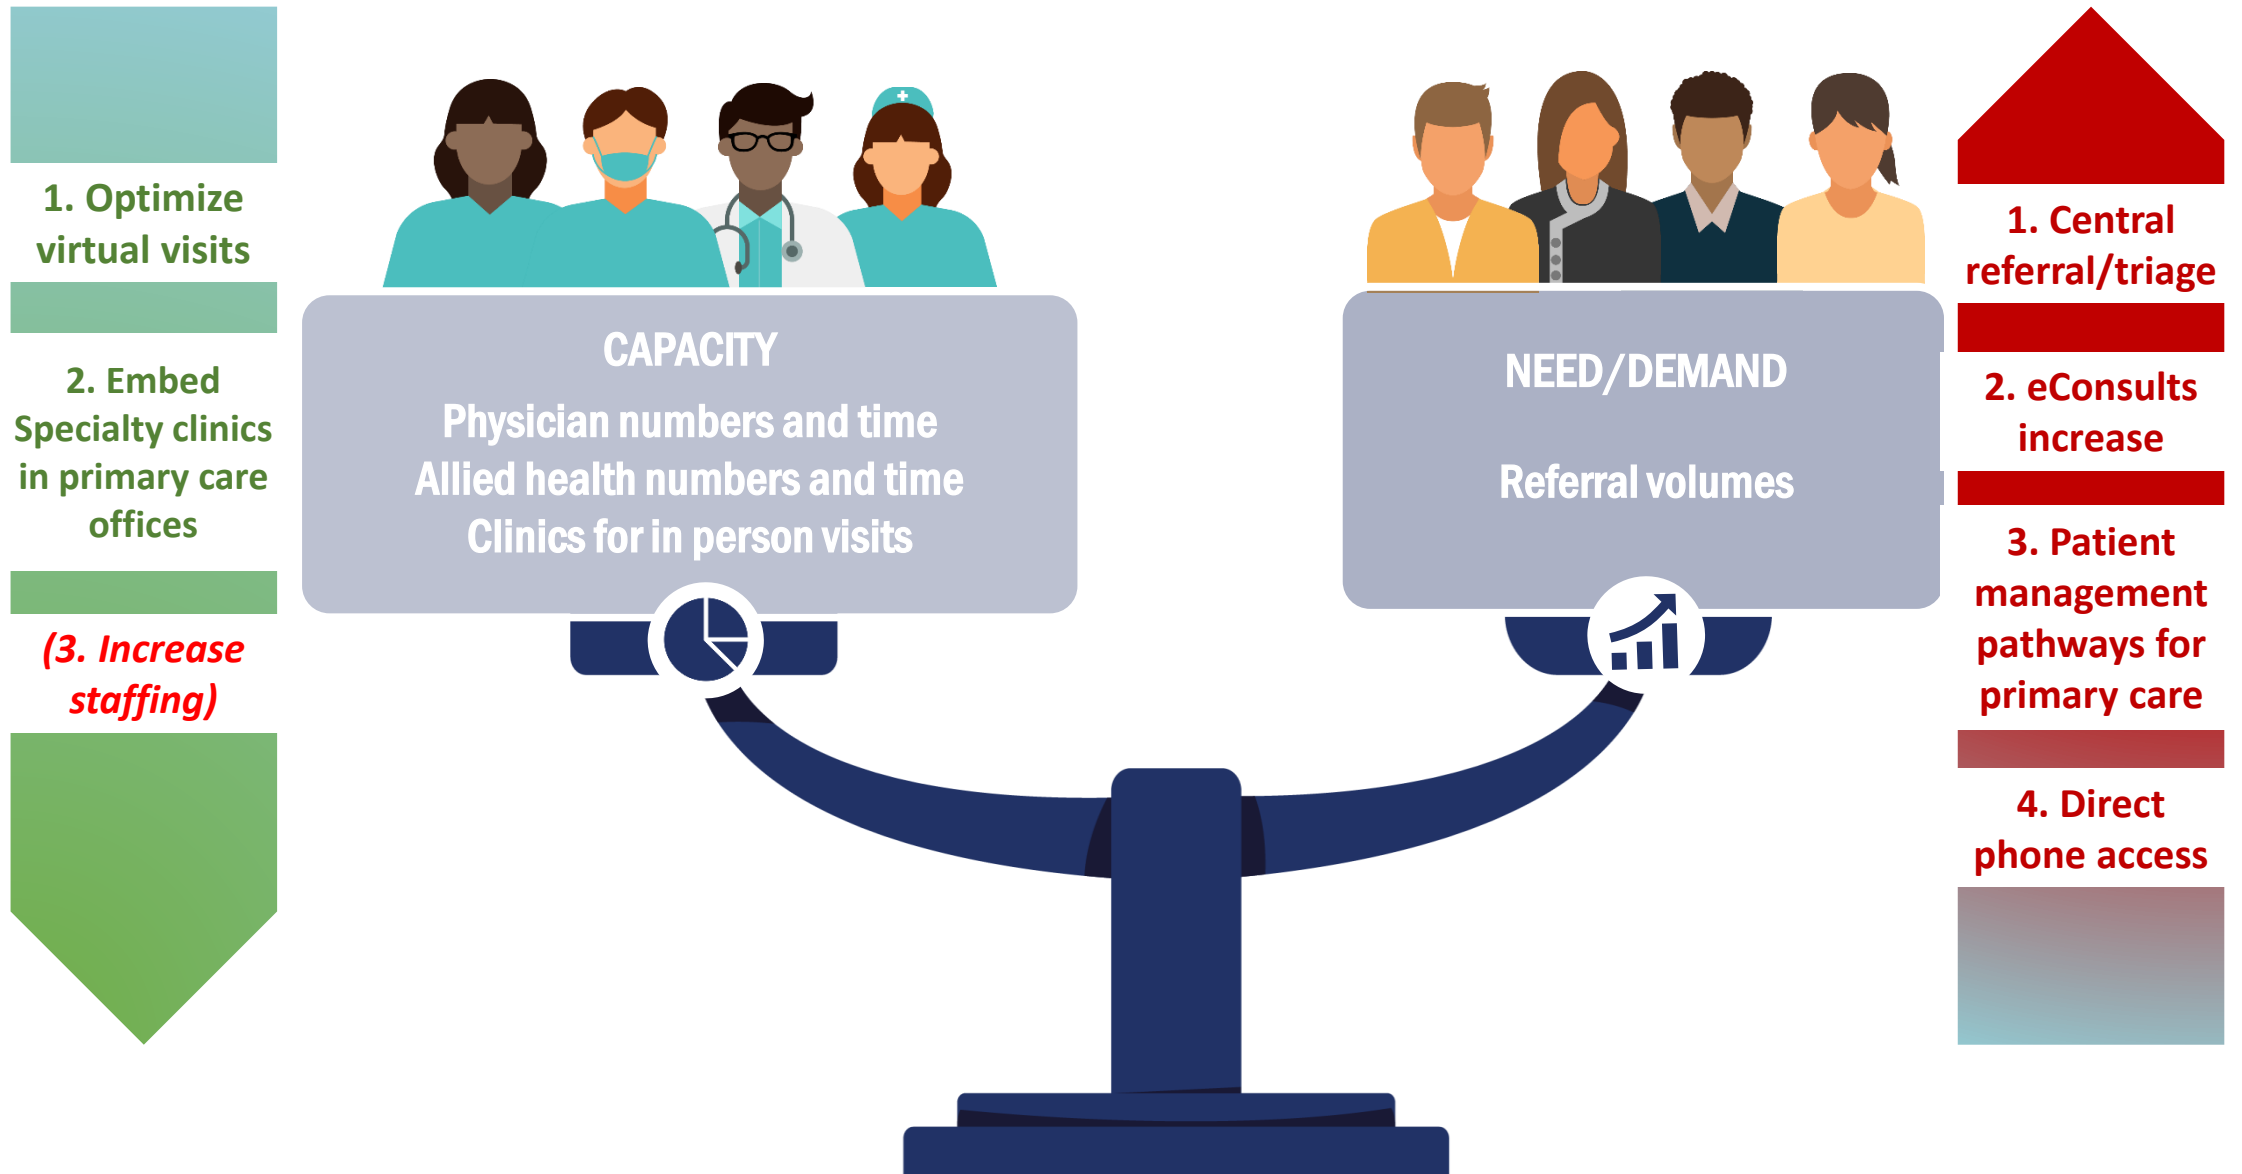 1. Optimize
virtual visits
2. Embed
Specialty clinics
in primary care
offices
(3. Increase
staffing)
CAPACITY
Physician numbers and time
Allied health numbers and time
Clinics for in person visits
NEED/DEMAND
Referral volumes
1. Central
referral/triage
2. eConsults
increase
3. Patient
management
pathways for
primary care
4. Direct
phone access